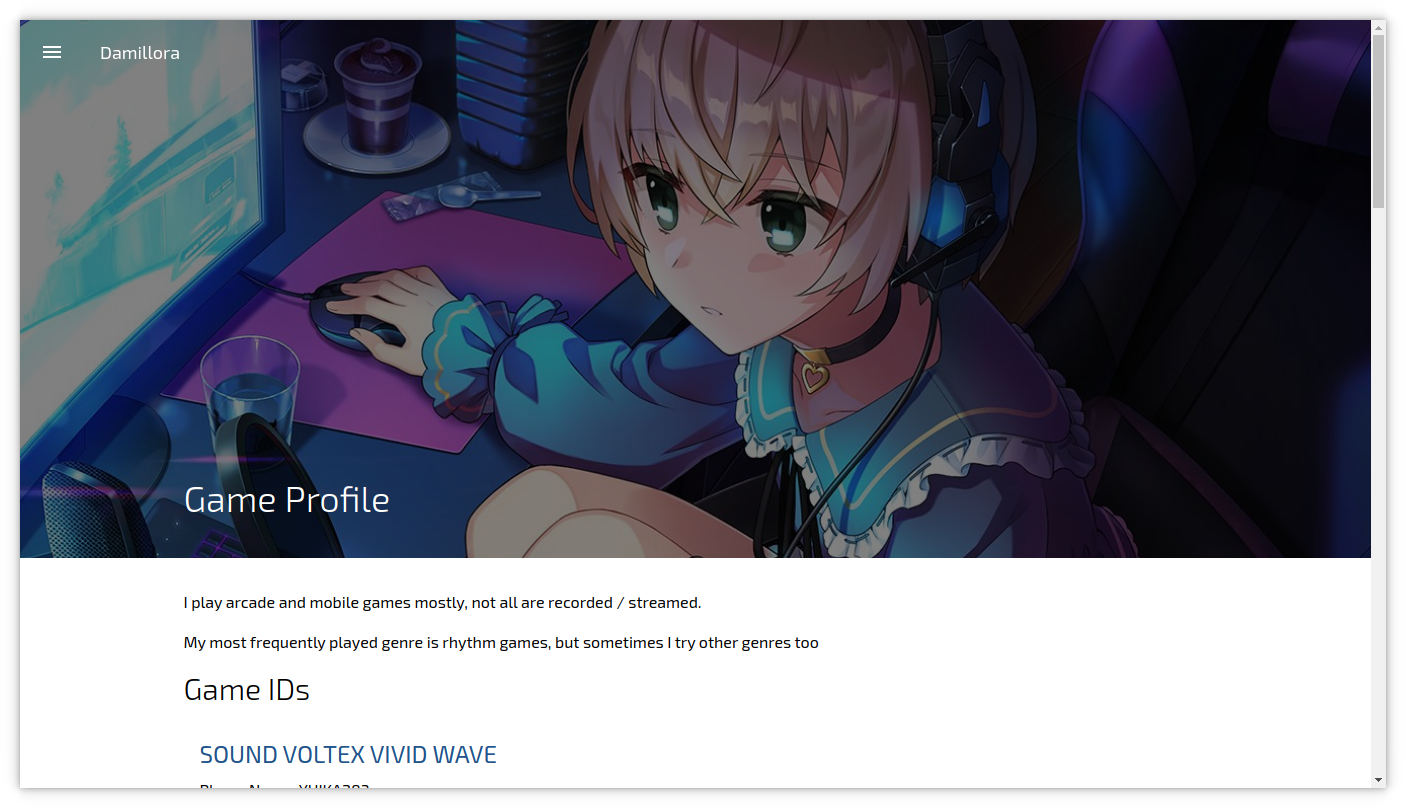 Damillora
Game Profile
I play arcade and mobile games mostly, not all are recorded / streamed.
My most frequently played genre is rhythm games, but sometimes I try other genres too
Game IDs
SOUND VOLTEX VIVID WAVE